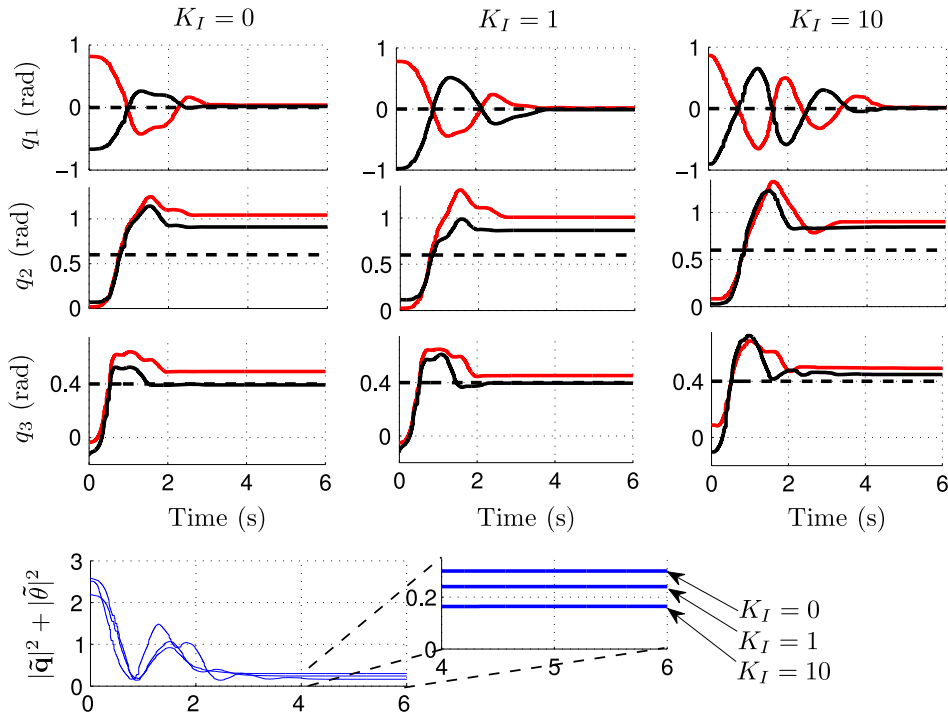 K_I = 0
K_I = 1
K_I = 10
q_1 (rad)
1
0
−1
1
0
−1
1
0
−1
q_2 (rad)
1
0.5
0
1
0.5
0
1
0.5
0
q_3 (rad)
0.4
0
0.4
0
0.4
0
0 2 4 6
0 2 4 6
0 2 4 6
Time (s)
Time (s)
Time (s)
|q̃|² + |θ̃|²
3
2
1
0
0 2 4 6
0.2
0
4 5 6
K_I = 0
K_I = 1
K_I = 10